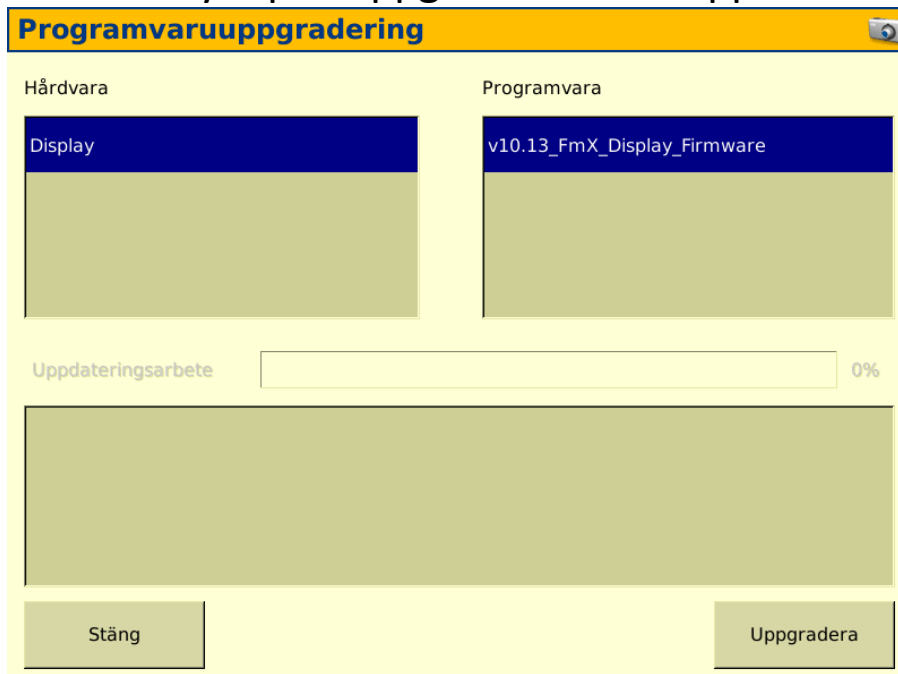 Programvaruuppgradering
Hårdvara
Programvara
Display
v10.13_FmX_Display_Firmware
Uppdateringsarbete
0%
Stäng
Uppgradera